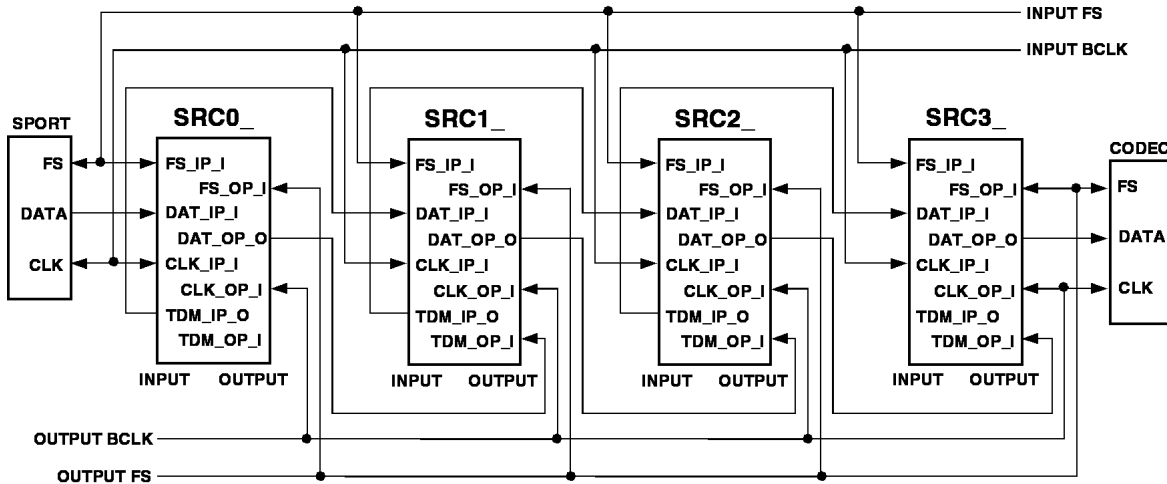 INPUT FS
INPUT BCLK
SPORT
FS
DATA
CLK
SRC0_
FS_IP_I
FS_OP_I
DAT_IP_I
DAT_OP_O
CLK_IP_I
CLK_OP_I
TDM_IP_O
TDM_OP_I
INPUT OUTPUT
SRC1_
FS_IP_I
FS_OP_I
DAT_IP_I
DAT_OP_O
CLK_IP_I
CLK_OP_I
TDM_IP_O
TDM_OP_I
INPUT OUTPUT
SRC2_
FS_IP_I
FS_OP_I
DAT_IP_I
DAT_OP_O
CLK_IP_I
CLK_OP_I
TDM_IP_O
TDM_OP_I
INPUT OUTPUT
SRC3_
FS_IP_I
FS_OP_I
DAT_IP_I
DAT_OP_O
CLK_IP_I
CLK_OP_I
TDM_IP_O
TDM_OP_I
INPUT OUTPUT
CODEC
FS
DATA
CLK
OUTPUT BCLK
OUTPUT FS